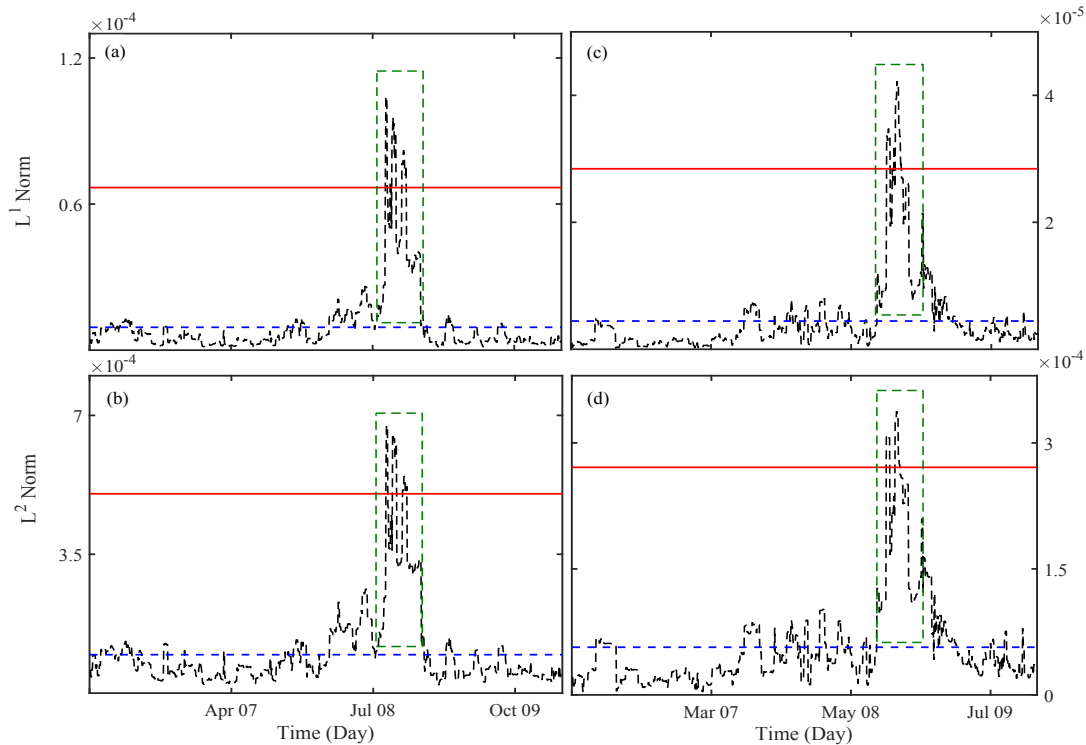 ×10⁻⁴
(a)
1.2
0.6
L¹ Norm
×10⁻⁵
(c)
4
2
×10⁻⁴
(b)
7
3.5
L² Norm
Apr 07
Jul 08
Oct 09
Time (Day)
×10⁻⁴
(d)
3
1.5
0
Mar 07
May 08
Jul 09
Time (Day)